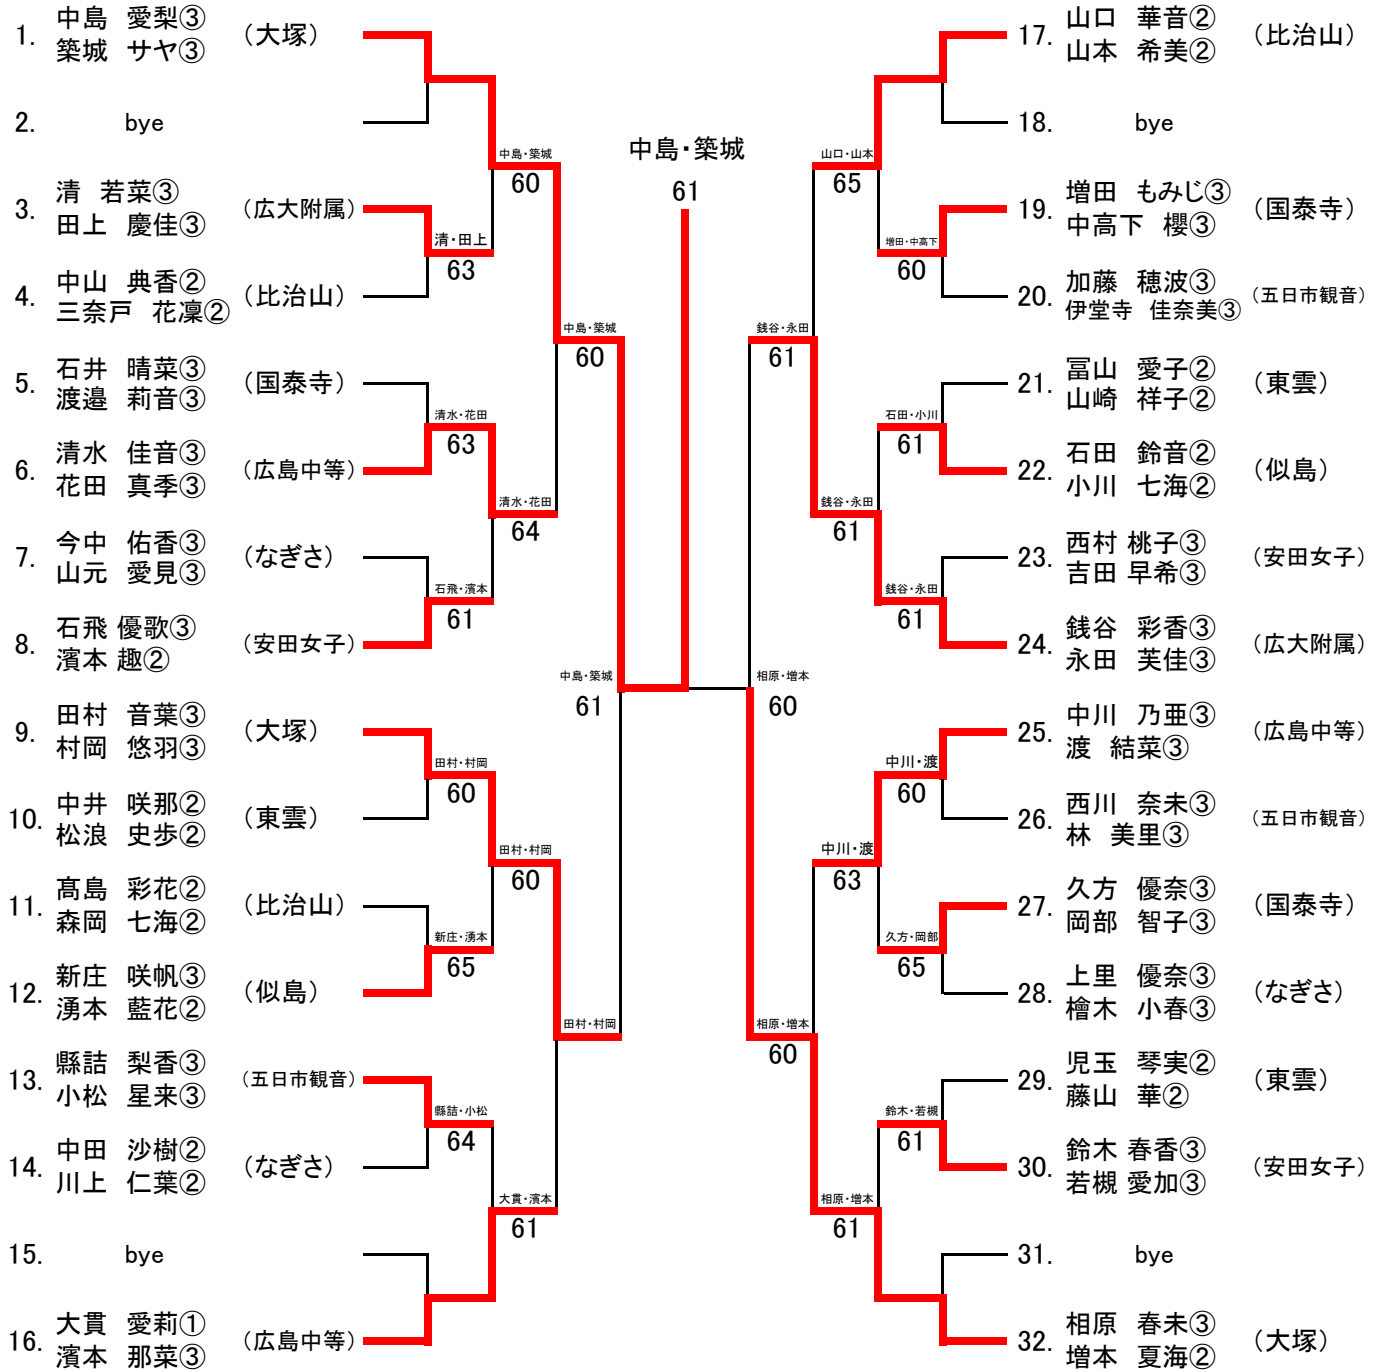 1. 中島 愛梨③ (大塚)
築城 サヤ③
2. bye
3. 清 若菜③ (広大附属)
田上 慶佳③
4. 中山 典香② (比治山)
三奈戸 花凜②
5. 石井 晴菜③ (国泰寺)
渡邉 莉音③
6. 清水 佳音③ (広島中等)
花田 真季③
7. 今中 佑香③ (なぎさ)
山元 愛見③
8. 石飛 優歌③ (安田女子)
濱本 趣②
9. 田村 音葉③ (大塚)
村岡 悠羽③
10. 中井 咲那② (東雲)
松浪 史歩②
11. 髙島 彩花② (比治山)
森岡 七海②
12. 新庄 咲帆③ (似島)
湧本 藍花②
13. 縣詰 梨香③ (五日市観音)
小松 星来③
14. 中田 沙樹② (なぎさ)
川上 仁葉②
15. bye
16. 大貫 愛莉① (広島中等)
濱本 那菜③
清・田上
63
清水・花田
63
石飛・濱本
61
田村・村岡
60
新庄・湧本
65
縣詰・小松
64
中島・築城
60
清水・花田
64
田村・村岡
60
大貫・濱本
61
中島・築城
60
田村・村岡
中島・築城
61
中島・築城
61
相原・増本
60
銭谷・永田
61
相原・増本
60
山口・山本
65
銭谷・永田
61
中川・渡
63
相原・増本
61
増田・中高下
60
石田・小川
61
銭谷・永田
61
中川・渡
60
久方・岡部
65
鈴木・若槻
61
17. 山口 華音② (比治山)
山本 希美②
18. bye
19. 増田 もみじ③ (国泰寺)
中高下 櫻③
20. 加藤 穂波③ (五日市観音)
伊堂寺 佳奈美③
21. 冨山 愛子② (東雲)
山崎 祥子②
22. 石田 鈴音② (似島)
小川 七海②
23. 西村 桃子③ (安田女子)
吉田 早希③
24. 銭谷 彩香③ (広大附属)
永田 芙佳③
25. 中川 乃亜③ (広島中等)
渡 結菜③
26. 西川 奈未③ (五日市観音)
林 美里③
27. 久方 優奈③ (国泰寺)
岡部 智子③
28. 上里 優奈③ (なぎさ)
檜木 小春③
29. 児玉 琴実② (東雲)
藤山 華②
30. 鈴木 春香③ (安田女子)
若槻 愛加③
31. bye
32. 相原 春未③ (大塚)
増本 夏海②